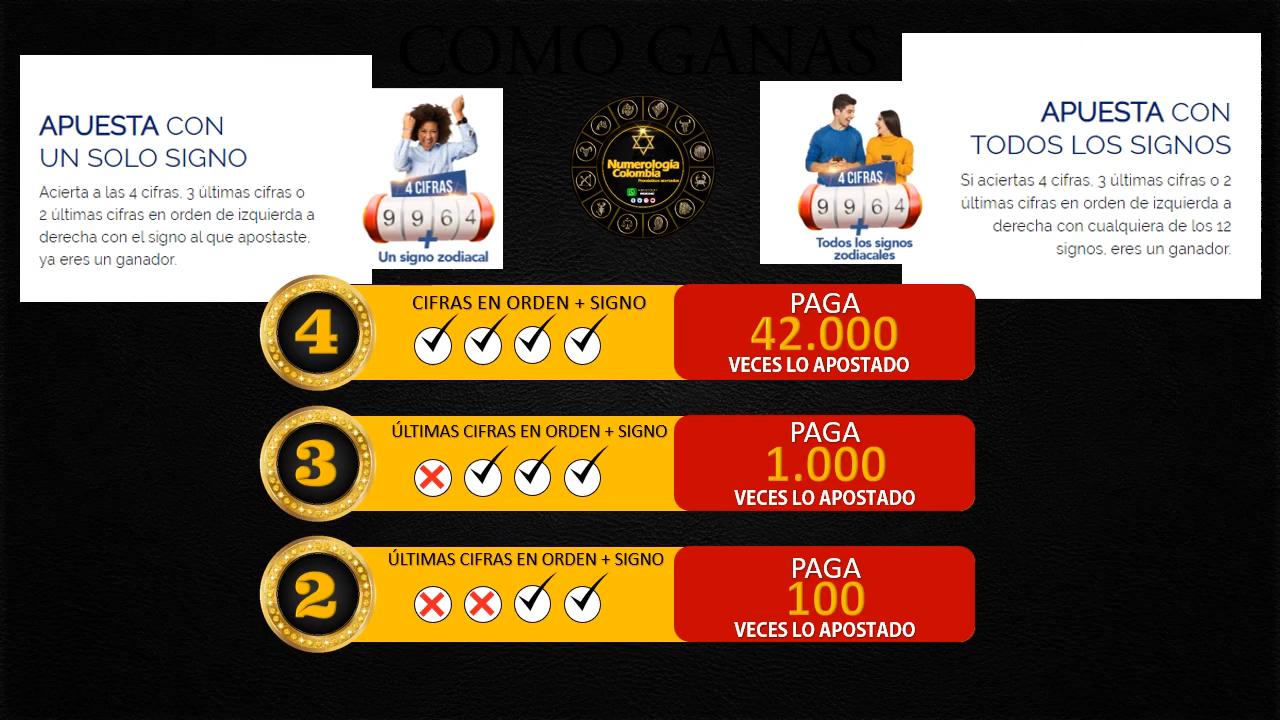 COMO GANAS
APUESTA CON
UN SOLO SIGNO
Acierta a las 4 cifras, 3 últimas cifras o
2 últimas cifras en orden de izquierda a
derecha con el signo al que apostaste,
ya eres un ganador.
4 CIFRAS
9 9 6 4
+
Un signo zodiacal
Numerología
Colombia
4 CIFRAS
9 9 6 4
+
Todos los signos
zodiacales
APUESTA CON
TODOS LOS SIGNOS
Si aciertas 4 cifras, 3 últimas cifras o 2
últimas cifras en orden de izquierda a
derecha con cualquiera de los 12
signos, eres un ganador.
4
CIFRAS EN ORDEN + SIGNO
PAGA
42.000
VECES LO APOSTADO
3
ÚLTIMAS CIFRAS EN ORDEN + SIGNO
PAGA
1.000
VECES LO APOSTADO
2
ÚLTIMAS CIFRAS EN ORDEN + SIGNO
PAGA
100
VECES LO APOSTADO